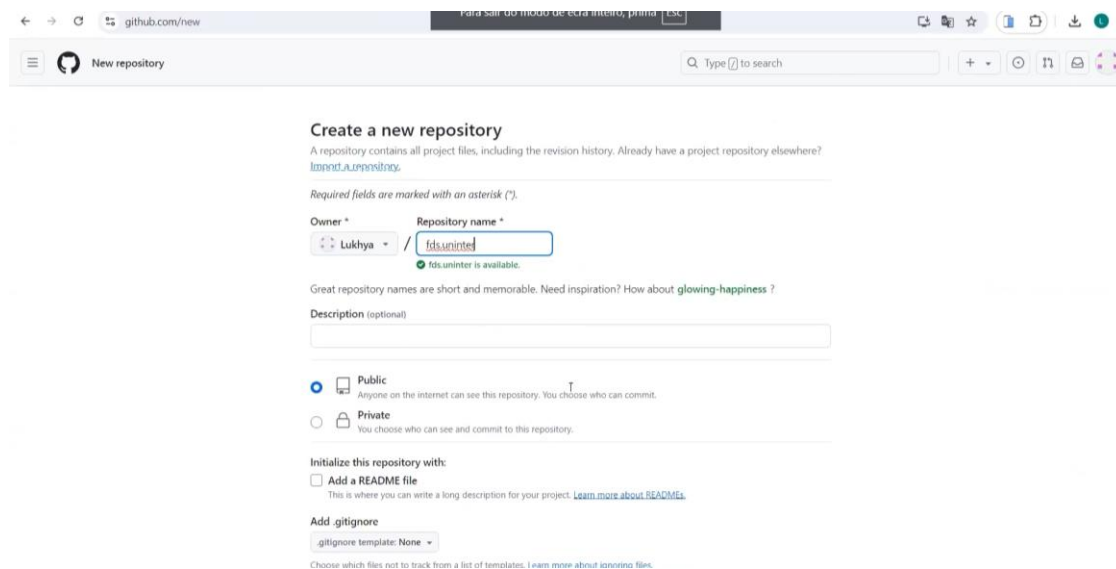 github.com/new
Para sair do modo de ecrã inteiro, prima Esc
L
New repository
Type / to search
Create a new repository
A repository contains all project files, including the revision history. Already have a project repository elsewhere?
Import a repository.
Required fields are marked with an asterisk (*).
Owner * Repository name *
Lukhya / fds.uninter
fds.uninter is available.
Great repository names are short and memorable. Need inspiration? How about glowing-happiness ?
Description (optional)
Public
Anyone on the internet can see this repository. You choose who can commit.
Private
You choose who can see and commit to this repository.
Initialize this repository with:
Add a README file
This is where you can write a long description for your project. Learn more about READMEs.
Add .gitignore
.gitignore template: None
Choose which files not to track from a list of templates. Learn more about ignoring files.